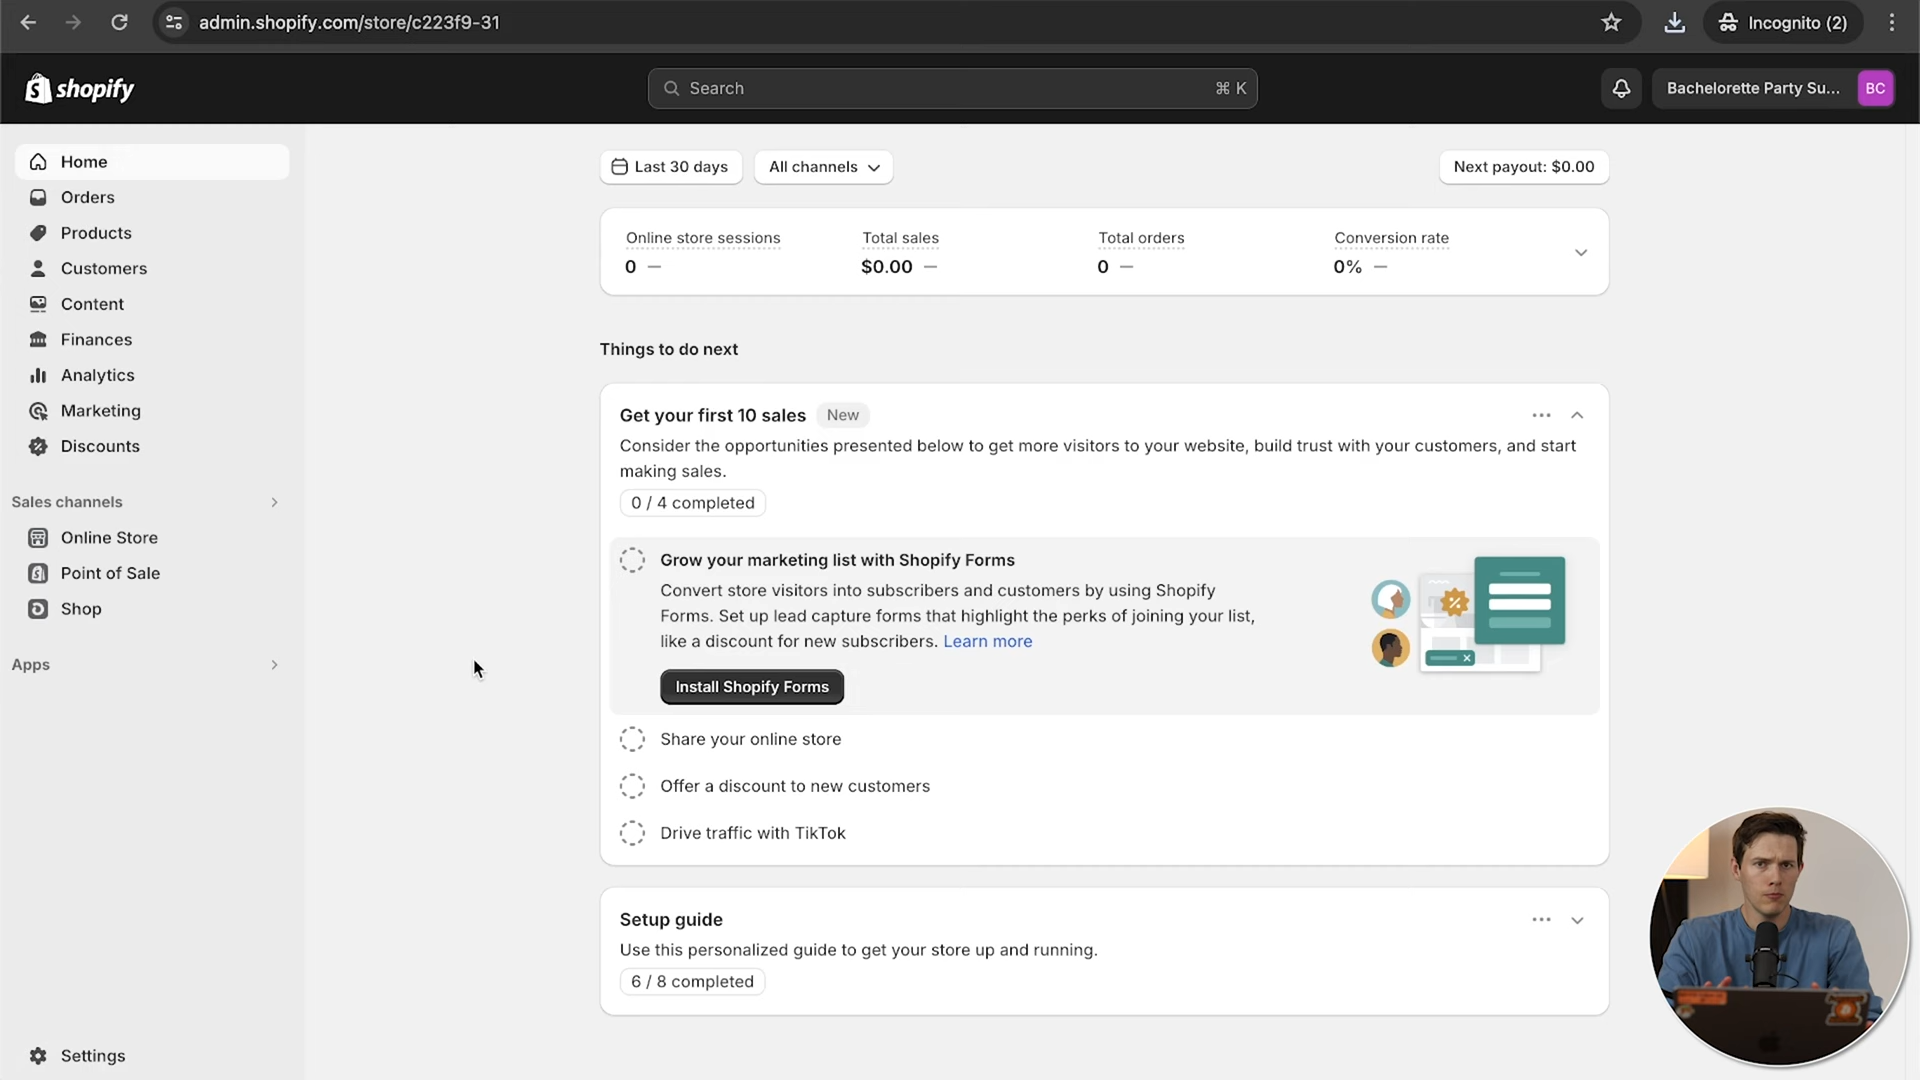 admin.shopify.com/store/c223f9-31
Incognito (2)
shopify
Search
⌘ K
Bachelorette Party Su...
BC
Home
Orders
Products
Customers
Content
Finances
Analytics
Marketing
Discounts
Sales channels
Online Store
Point of Sale
Shop
Apps
Settings
Last 30 days
All channels
Next payout: $0.00
Online store sessions
0 —
Total sales
$0.00 —
Total orders
0 —
Conversion rate
0% —
Things to do next
Get your first 10 sales
New
Consider the opportunities presented below to get more visitors to your website, build trust with your customers, and start
making sales.
0 / 4 completed
Grow your marketing list with Shopify Forms
Convert store visitors into subscribers and customers by using Shopify
Forms. Set up lead capture forms that highlight the perks of joining your list,
like a discount for new subscribers. Learn more
Install Shopify Forms
Share your online store
Offer a discount to new customers
Drive traffic with TikTok
Setup guide
Use this personalized guide to get your store up and running.
6 / 8 completed